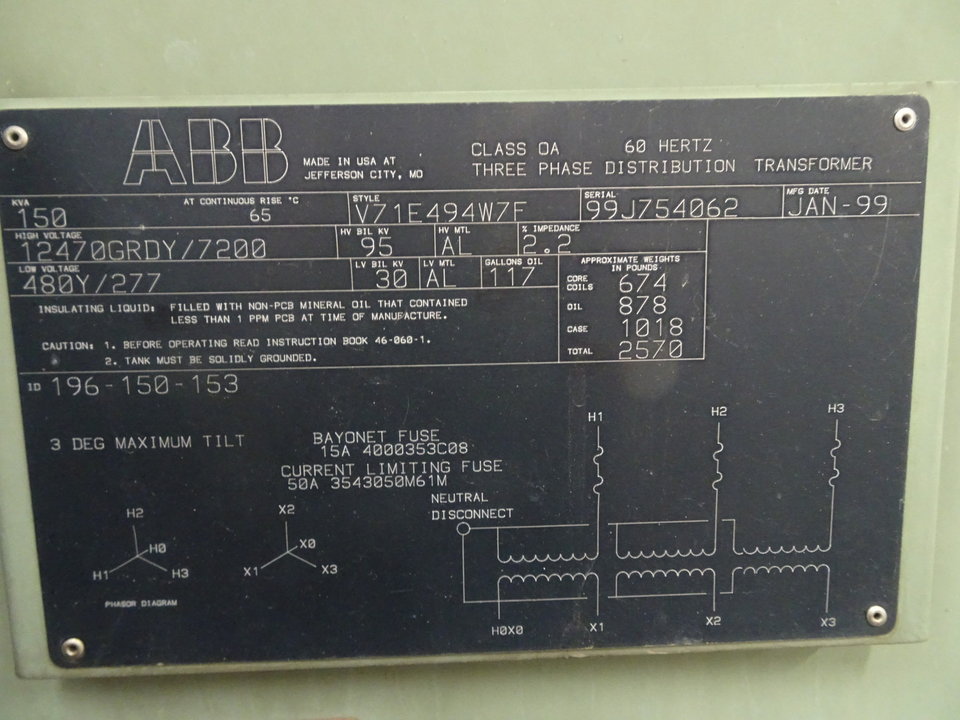 ABB
MADE IN USA AT
JEFFERSON CITY, MO
CLASS OA 60 HERTZ
THREE PHASE DISTRIBUTION TRANSFORMER
KVA 150 AT CONTINUOUS RISE °C 65 STYLE V71E494W7F SERIAL 99J754062 MFG DATE JAN-99
HIGH VOLTAGE 12470GRDY/7200 HV BIL KV 95 HV MTL AL % IMPEDANCE 2.2
LOW VOLTAGE 480Y/277 LV BIL KV 30 LV MTL AL GALLONS OIL 117
APPROXIMATE WEIGHTS
IN POUNDS
CORE COILS 674
OIL 878
CASE 1018
TOTAL 2570
INSULATING LIQUID: FILLED WITH NON-PCB MINERAL OIL THAT CONTAINED
LESS THAN 1 PPM PCB AT TIME OF MANUFACTURE.
CAUTION: 1. BEFORE OPERATING READ INSTRUCTION BOOK 46-060-1.
2. TANK MUST BE SOLIDLY GROUNDED.
ID 196-150-153
3 DEG MAXIMUM TILT
BAYONET FUSE
15A 4000353C08
CURRENT LIMITING FUSE
50A 3543050M61M
H1 H2 H3
NEUTRAL
DISCONNECT
H2
H0
H1 H3
X2
X0
X1 X3
PHASOR DIAGRAM
H0X0 X1 X2 X3